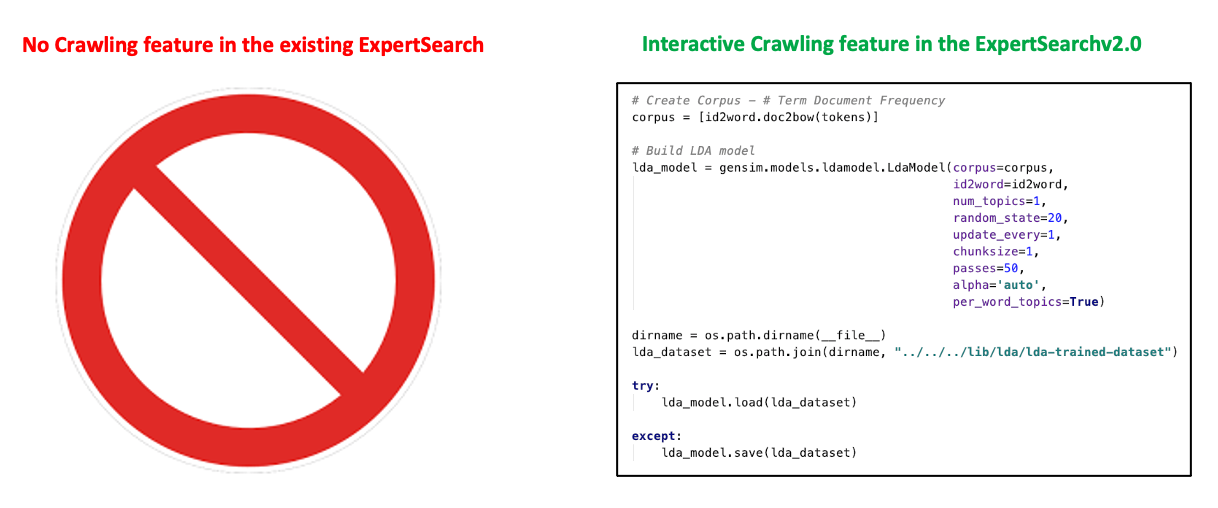 No Crawling feature in the existing ExpertSearch
Interactive Crawling feature in the ExpertSearchv2.0
# Create Corpus – # Term Document Frequency
corpus = [id2word.doc2bow(tokens)]
# Build LDA model
lda_model = gensim.models.ldamodel.LdaModel(corpus=corpus,
id2word=id2word,
num_topics=1,
random_state=20,
update_every=1,
chunksize=1,
passes=50,
alpha='auto',
per_word_topics=True)
dirname = os.path.dirname(__file__)
lda_dataset = os.path.join(dirname, "../../../lib/lda/lda-trained-dataset")
try:
lda_model.load(lda_dataset)
except:
lda_model.save(lda_dataset)